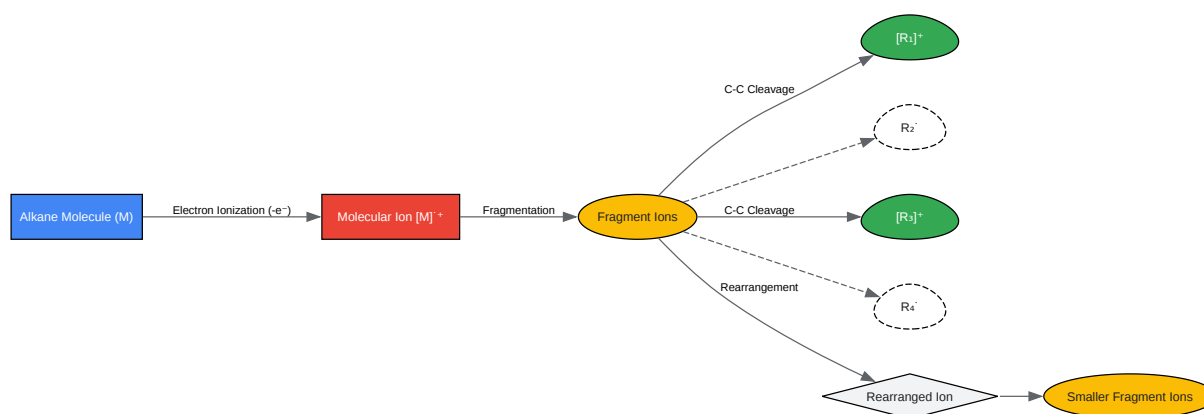 [R₁]⁺
C-C Cleavage
R₂˙
Alkane Molecule (M)
Electron Ionization (-e⁻)
Molecular Ion [M]˙⁺
Fragmentation
Fragment Ions
C-C Cleavage
[R₃]⁺
Rearrangement
R₄˙
Rearranged Ion
Smaller Fragment Ions